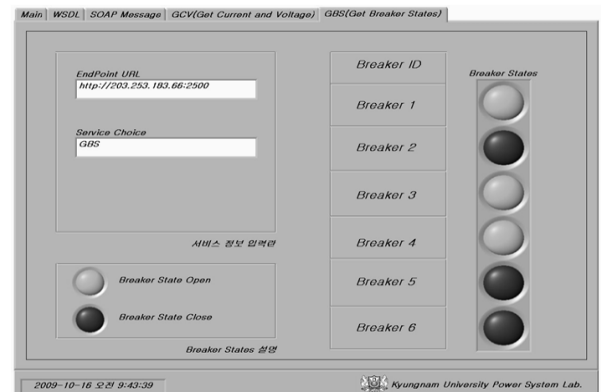 Main WSDL SOAP Message GCV(Get Current and Voltage) GBS(Get Breaker States)
EndPoint URL
http://203.253.183.66:2500
Service Choice
GBS
서비스 정보 입력란
Breaker State Open
Breaker State Close
Breaker States 설명
Breaker ID
Breaker 1
Breaker 2
Breaker 3
Breaker 4
Breaker 5
Breaker 6
Breaker States
2009-10-16 오전 9:43:39
Kyungnam University Power System Lab.